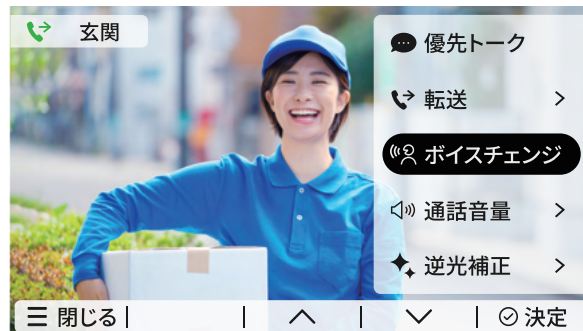 玄関
優先トーク
転送
ボイスチェンジ
通話音量
逆光補正
閉じる
決定